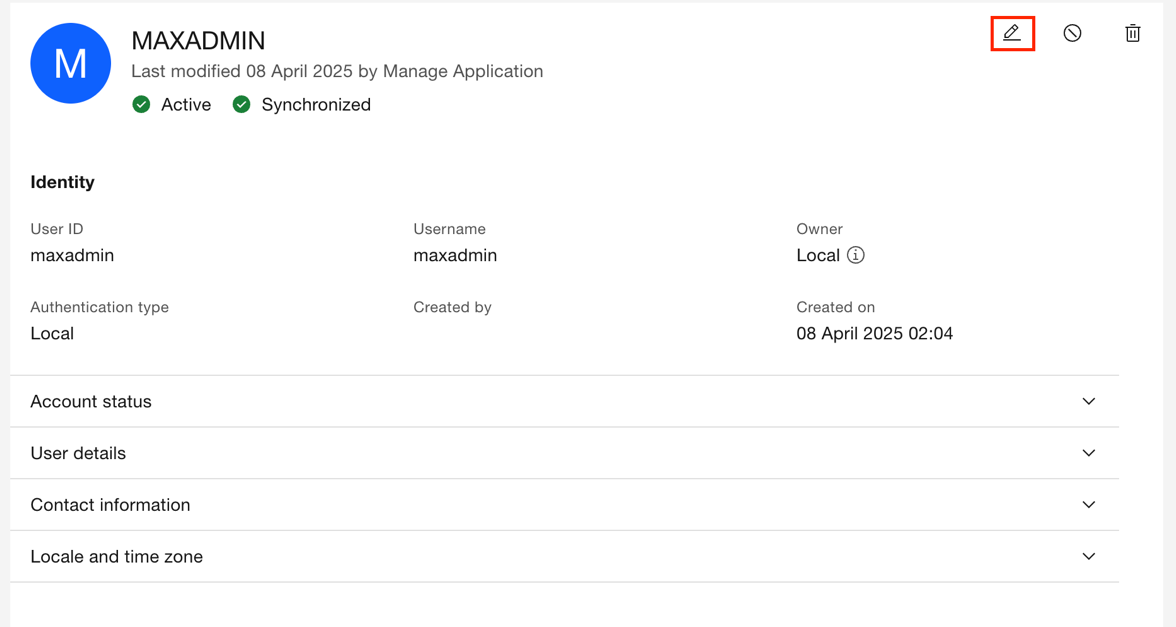 M
MAXADMIN
Last modified 08 April 2025 by Manage Application
Active Synchronized
Identity
User ID Username Owner
maxadmin maxadmin Local
Authentication type Created by Created on
Local 08 April 2025 02:04
Account status
User details
Contact information
Locale and time zone